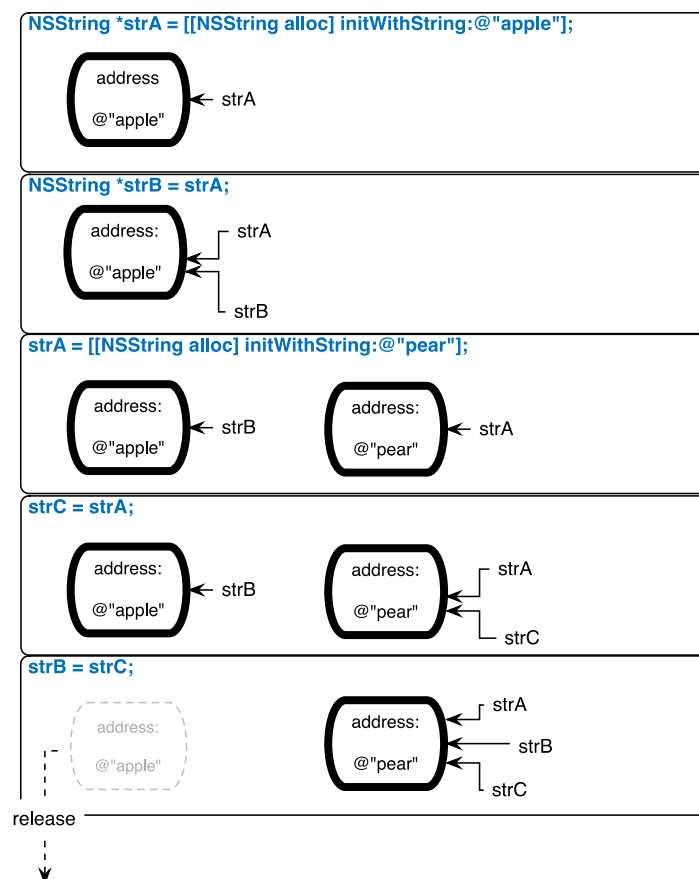 NSString *strA = [[NSString alloc] initWithString:@"apple"];
address
@"apple"
strA
NSString *strB = strA;
address:
@"apple"
strA
strB
strA = [[NSString alloc] initWithString:@"pear"];
address:
@"apple"
strB
address:
@"pear"
strA
strC = strA;
address:
@"apple"
strB
address:
@"pear"
strA
strC
strB = strC;
address:
@"apple"
address:
@"pear"
strA
strB
strC
release